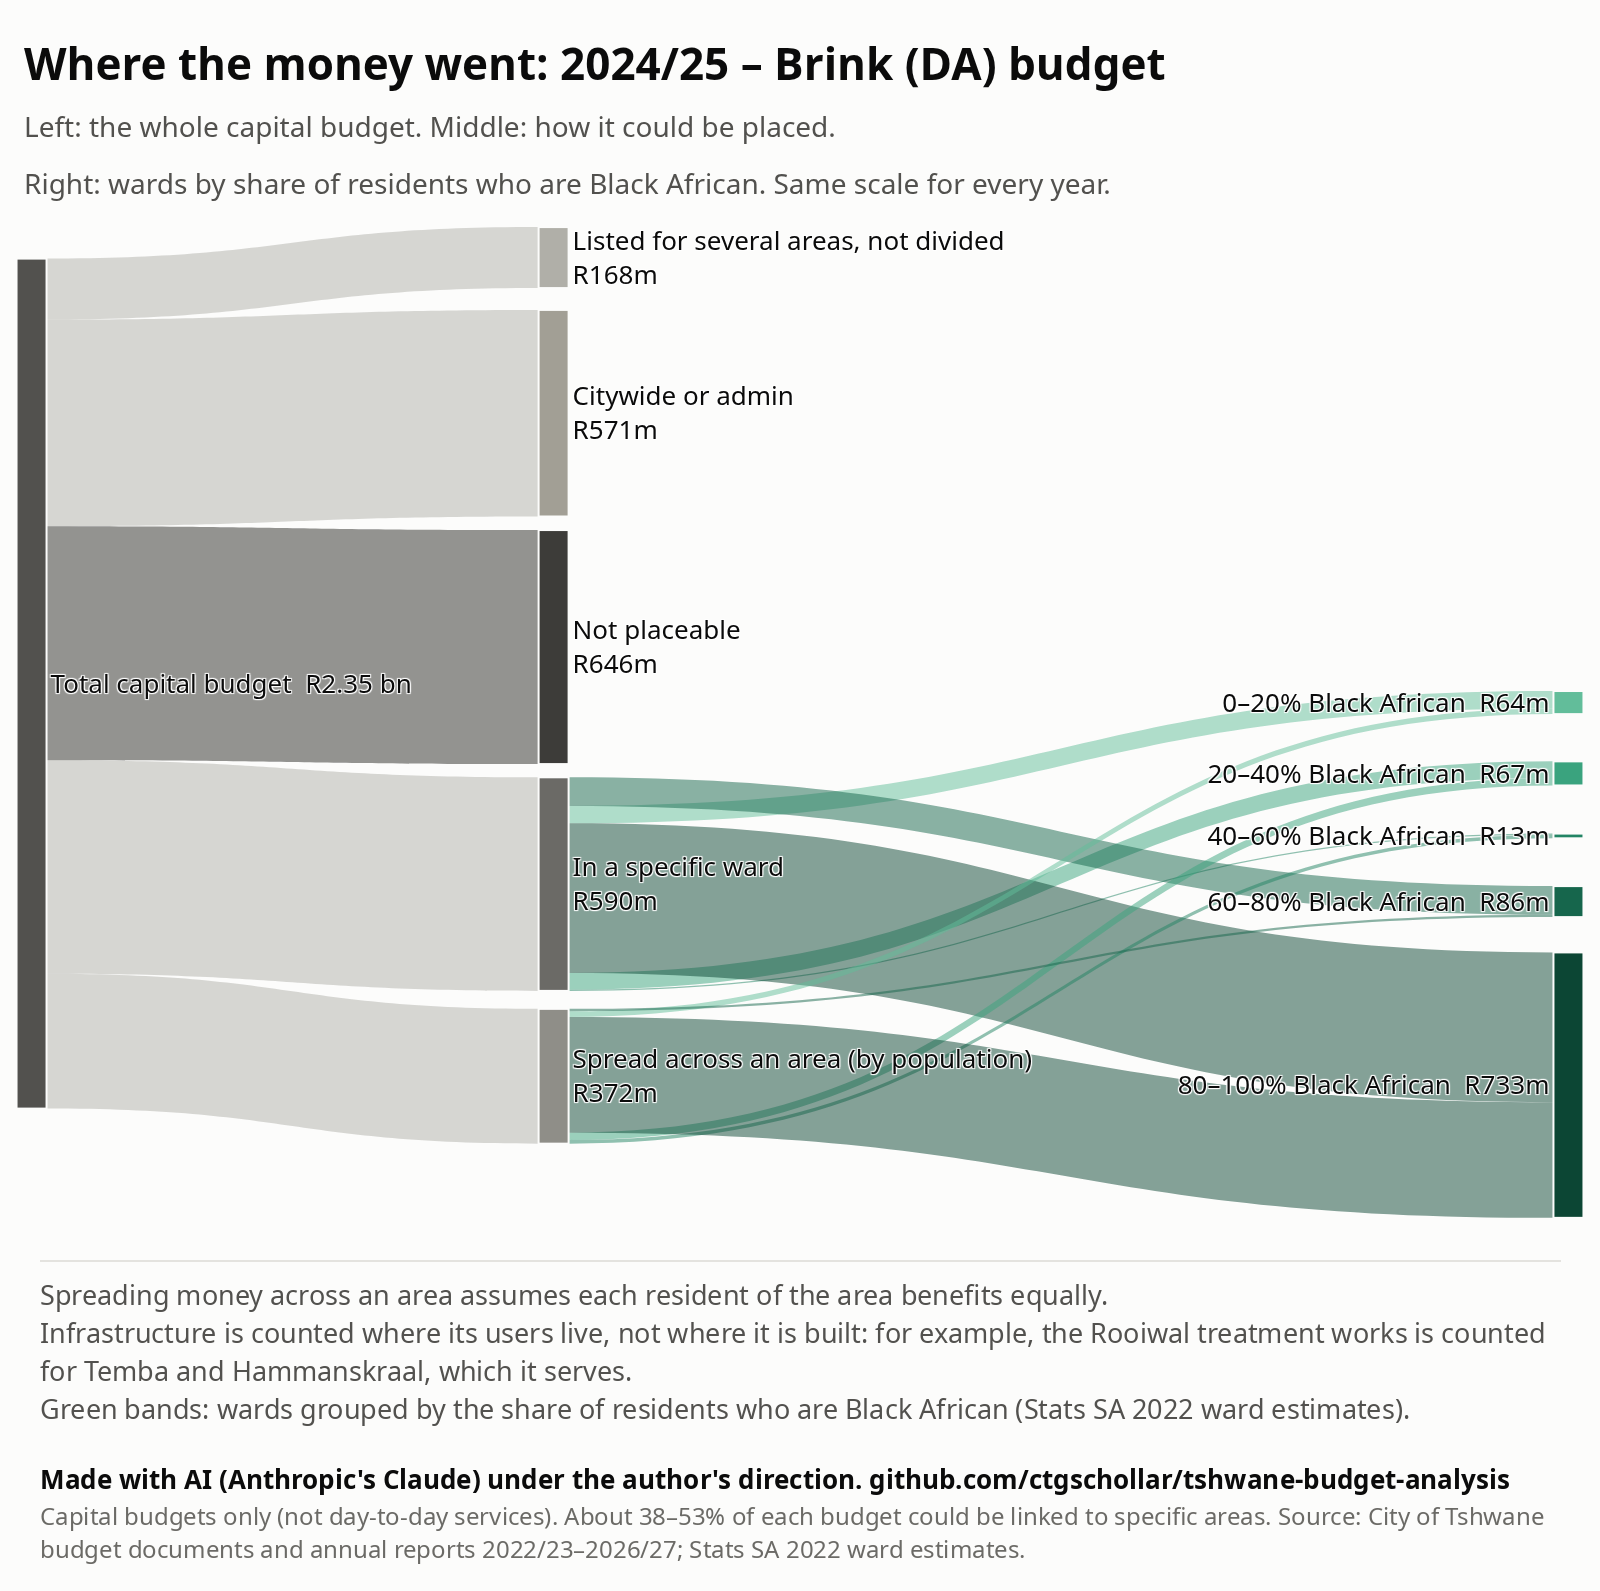 Where the money went: 2024/25 – Brink (DA) budget
Left: the whole capital budget. Middle: how it could be placed.
Right: wards by share of residents who are Black African. Same scale for every year.
Listed for several areas, not divided
R168m
Citywide or admin
R571m
Not placeable
R646m
Total capital budget  R2.35 bn
0–20% Black African  R64m
20–40% Black African  R67m
40–60% Black African  R13m
In a specific ward
R590m
60–80% Black African  R86m
Spread across an area (by population)
R372m
80–100% Black African  R733m
Spreading money across an area assumes each resident of the area benefits equally.
Infrastructure is counted where its users live, not where it is built: for example, the Rooiwal treatment works is counted
for Temba and Hammanskraal, which it serves.
Green bands: wards grouped by the share of residents who are Black African (Stats SA 2022 ward estimates).
Made with AI (Anthropic's Claude) under the author's direction. github.com/ctgschollar/tshwane-budget-analysis
Capital budgets only (not day-to-day services). About 38–53% of each budget could be linked to specific areas. Source: City of Tshwane
budget documents and annual reports 2022/23–2026/27; Stats SA 2022 ward estimates.